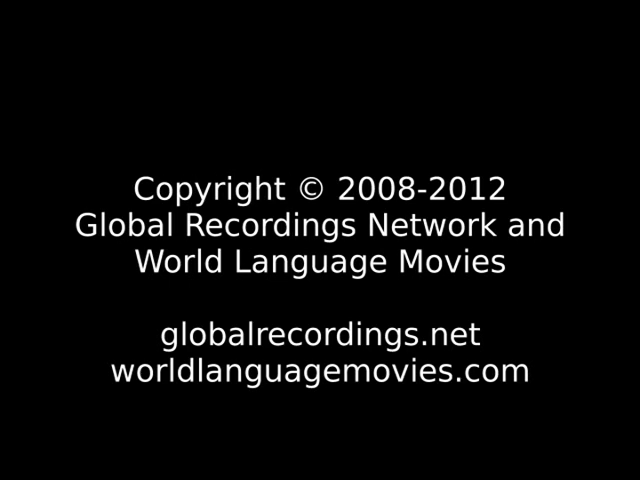 Copyright © 2008-2012
Global Recordings Network and
World Language Movies
globalrecordings.net
worldlanguagemovies.com